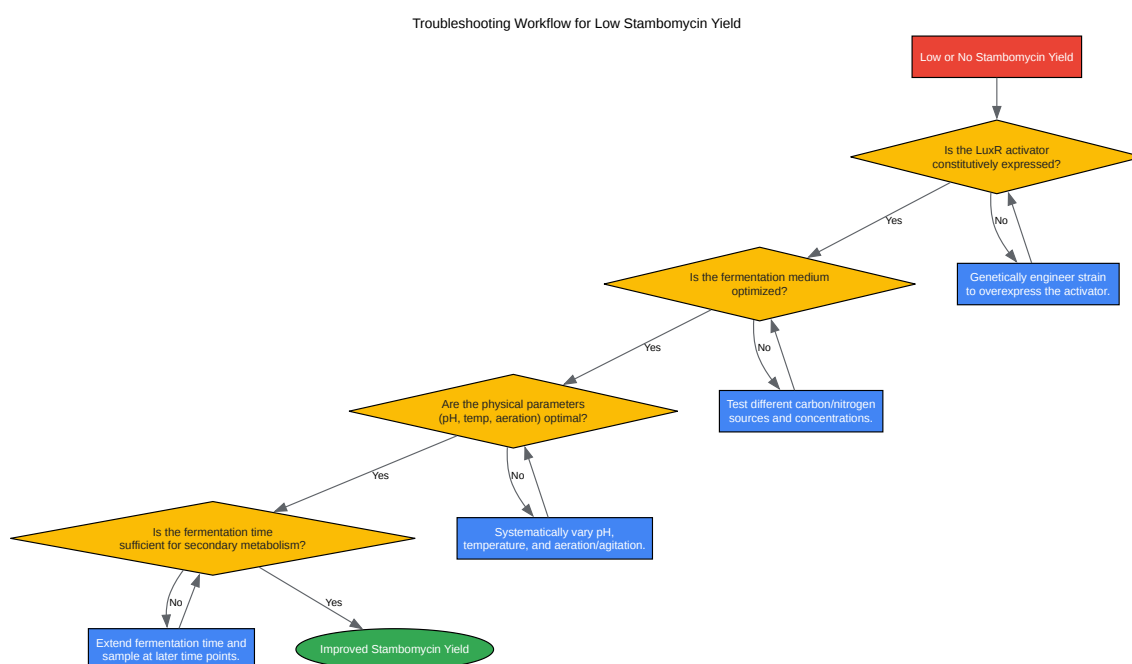 Troubleshooting Workflow for Low Stambomycin Yield
Low or No Stambomycin Yield
Is the LuxR activator
constitutively expressed?
Yes
No
Genetically engineer strain
to overexpress the activator.
Is the fermentation medium
optimized?
Yes
No
Test different carbon/nitrogen
sources and concentrations.
Are the physical parameters
(pH, temp, aeration) optimal?
Yes
No
Systematically vary pH,
temperature, and aeration/agitation.
Is the fermentation time
sufficient for secondary metabolism?
No
Yes
Extend fermentation time and
sample at later time points.
Improved Stambomycin Yield